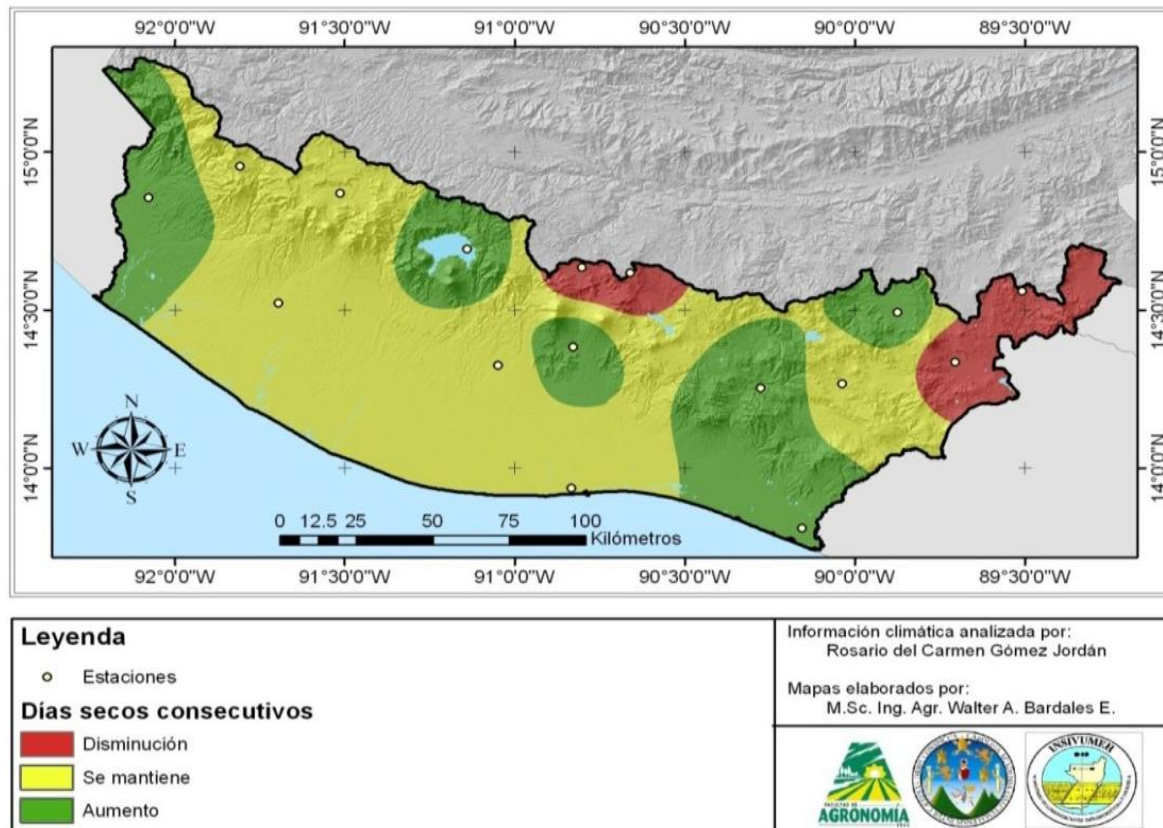 92°0'0"W 91°30'0"W 91°0'0"W 90°30'0"W 90°0'0"W 89°30'0"W
15°0'0"N 15°0'0"N
14°30'0"N 14°30'0"N
14°0'0"N 14°0'0"N
N
W E
S
0 12.5 25 50 75 100
Kilómetros
92°0'0"W 91°30'0"W 91°0'0"W 90°30'0"W 90°0'0"W 89°30'0"W
Leyenda
Estaciones
Días secos consecutivos
Disminución
Se mantiene
Aumento
Información climática analizada por:
Rosario del Carmen Gómez Jordán
Mapas elaborados por:
M.Sc. Ing. Agr. Walter A. Bardales E.
FACULTAD DE
AGRONOMÍA
INSIVUMEH